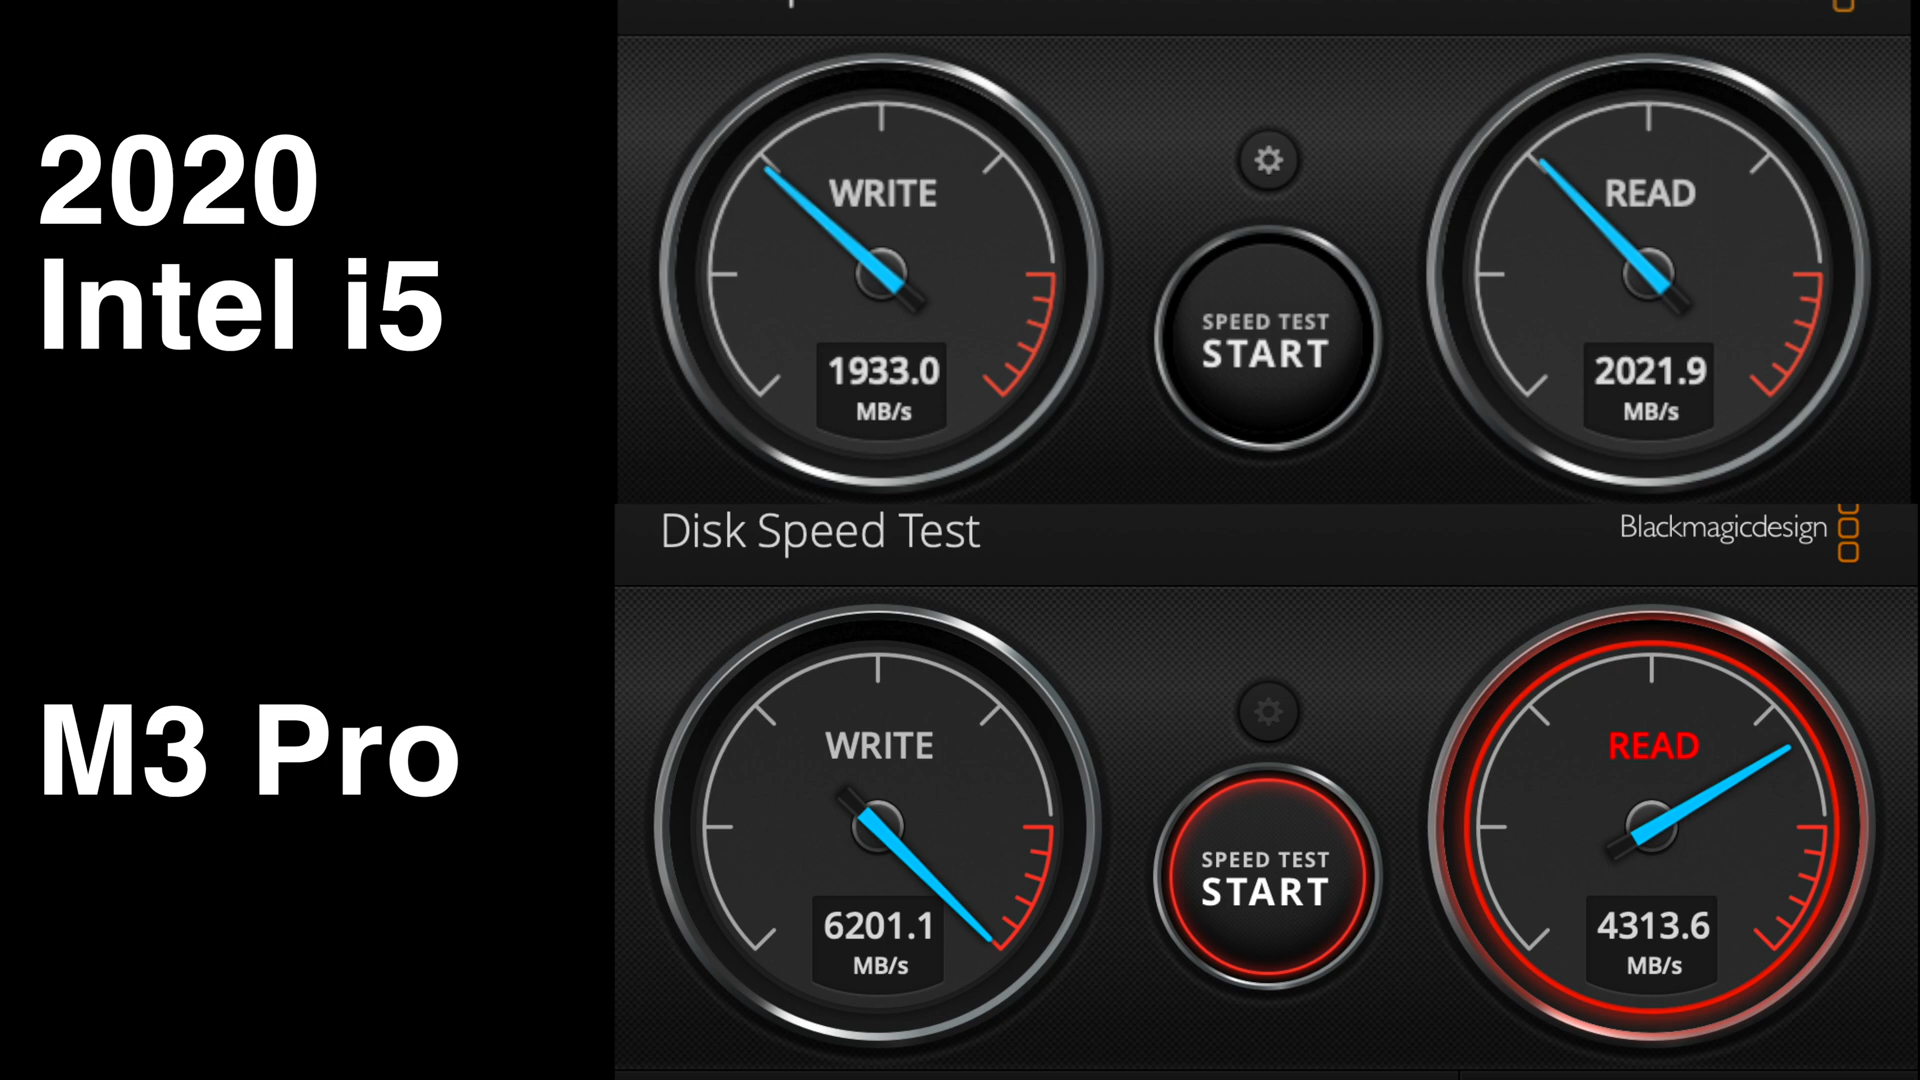 2020
Intel i5
WRITE
1933.0
MB/s
SPEED TEST
START
READ
2021.9
MB/s
Disk Speed Test
Blackmagicdesign
M3 Pro
WRITE
6201.1
MB/s
SPEED TEST
START
READ
4313.6
MB/s